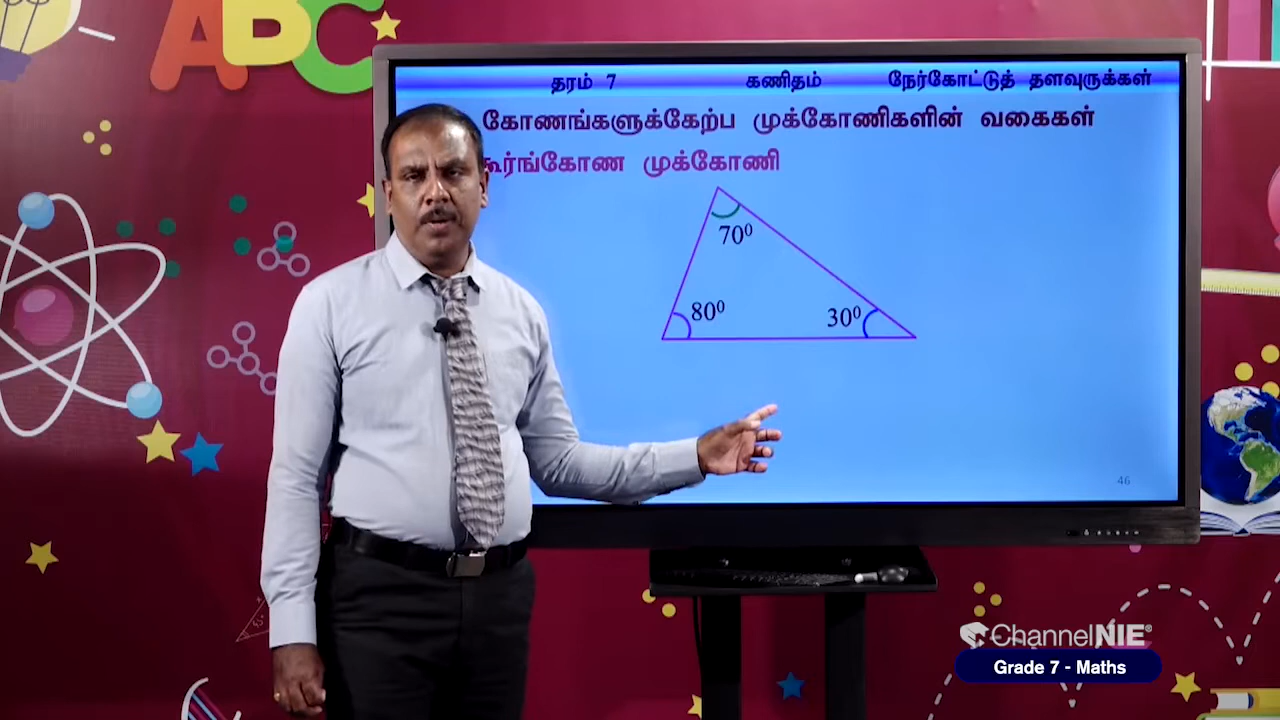 ABC
தரம் 7 கணிதம் நேர்கோட்டுத் தளவுருக்கள்
கோணங்களுக்கேற்ப முக்கோணிகளின் வகைகள்
கூர்ங்கோண முக்கோணி
70⁰
80⁰ 30⁰
46
ChannelNIE®
Grade 7 - Maths